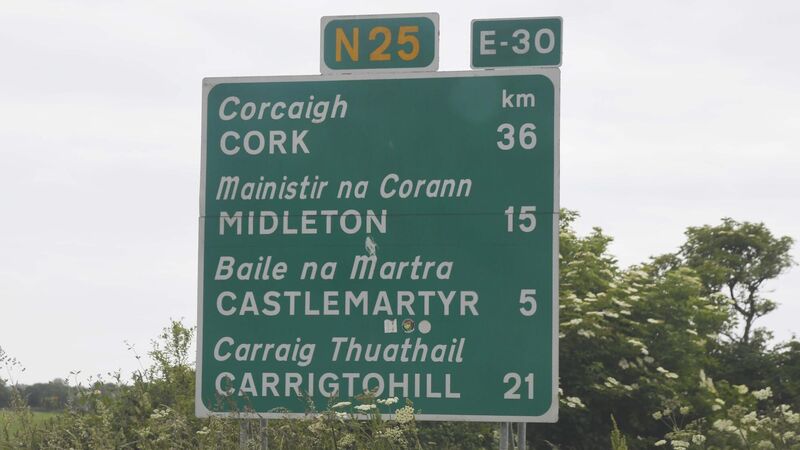 N25
E-30
km
Corcaigh
CORK 36
Mainistir na Corann
MIDLETON 15
Baile na Martra
CASTLEMARTYR 5
Carraig Thuathail
CARRIGTOHILL 21